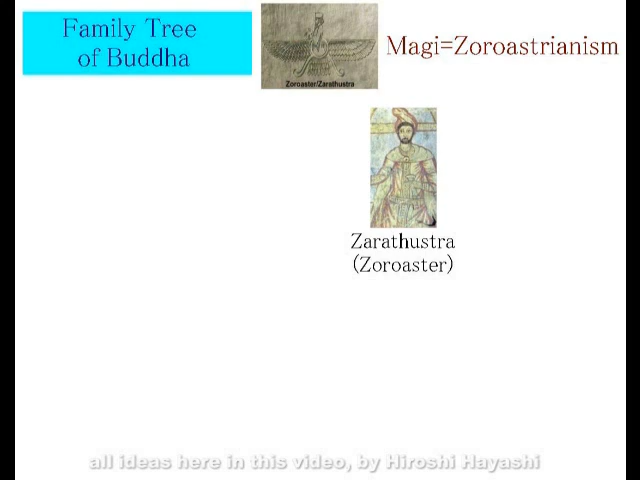 Family Tree
of Buddha
Zoroaster/Zarathustra
Magi=Zoroastrianism
Zarathustra
(Zoroaster)
all ideas here in this video, by Hiroshi Hayashi